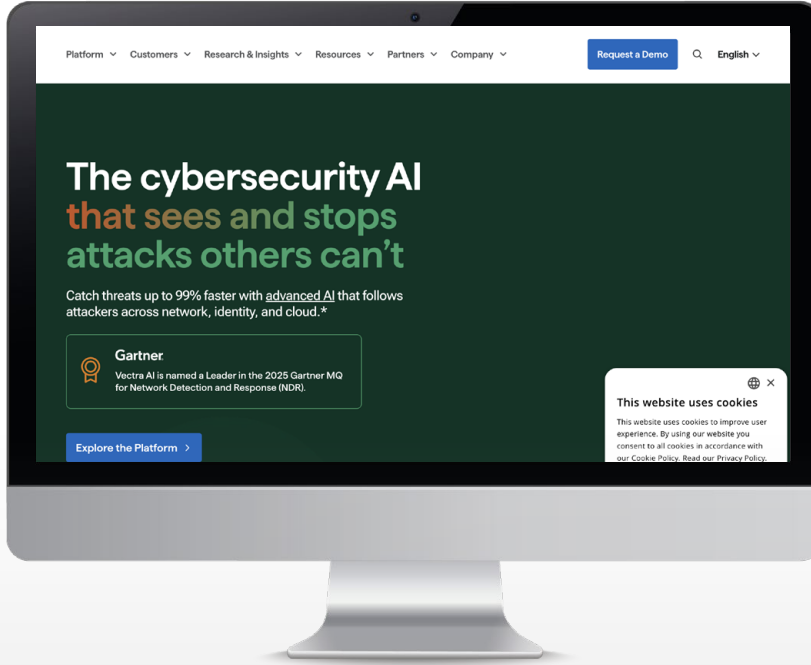 Platform Customers Research & Insights Resources Partners Company Request a Demo English
The cybersecurity AI
that sees and stops
attacks others can’t
Catch threats up to 99% faster with advanced AI that follows
attackers across network, identity, and cloud.*
Gartner.
Vectra AI is named a Leader in the 2025 Gartner MQ
for Network Detection and Response (NDR).
Explore the Platform
This website uses cookies
This website uses cookies to improve user
experience. By using our website you
consent to all cookies in accordance with
our Cookie Policy. Read our Privacy Policy.